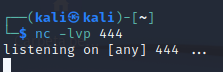 ┌──(kali㉿kali)-[~]
└─$ nc -lvp 444
listening on [any] 444 ...